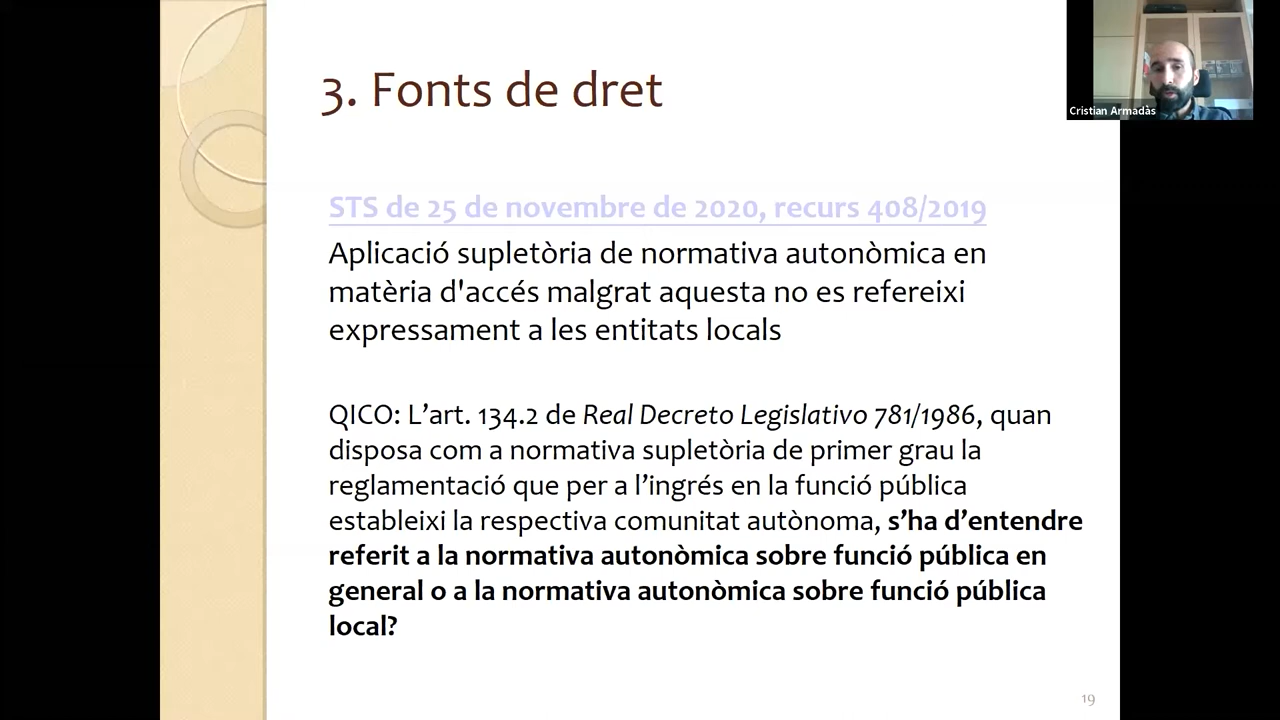 3. Fonts de dret
Cristian Armadàs
STS de 25 de novembre de 2020, recurs 408/2019
Aplicació supletòria de normativa autonòmica en
matèria d'accés malgrat aquesta no es refereixi
expressament a les entitats locals
QICO: L’art. 134.2 de Real Decreto Legislativo 781/1986, quan
disposa com a normativa supletòria de primer grau la
reglamentació que per a l’ingrés en la funció pública
estableixi la respectiva comunitat autònoma, s’ha d’entendre
referit a la normativa autonòmica sobre funció pública en
general o a la normativa autonòmica sobre funció pública
local?
19